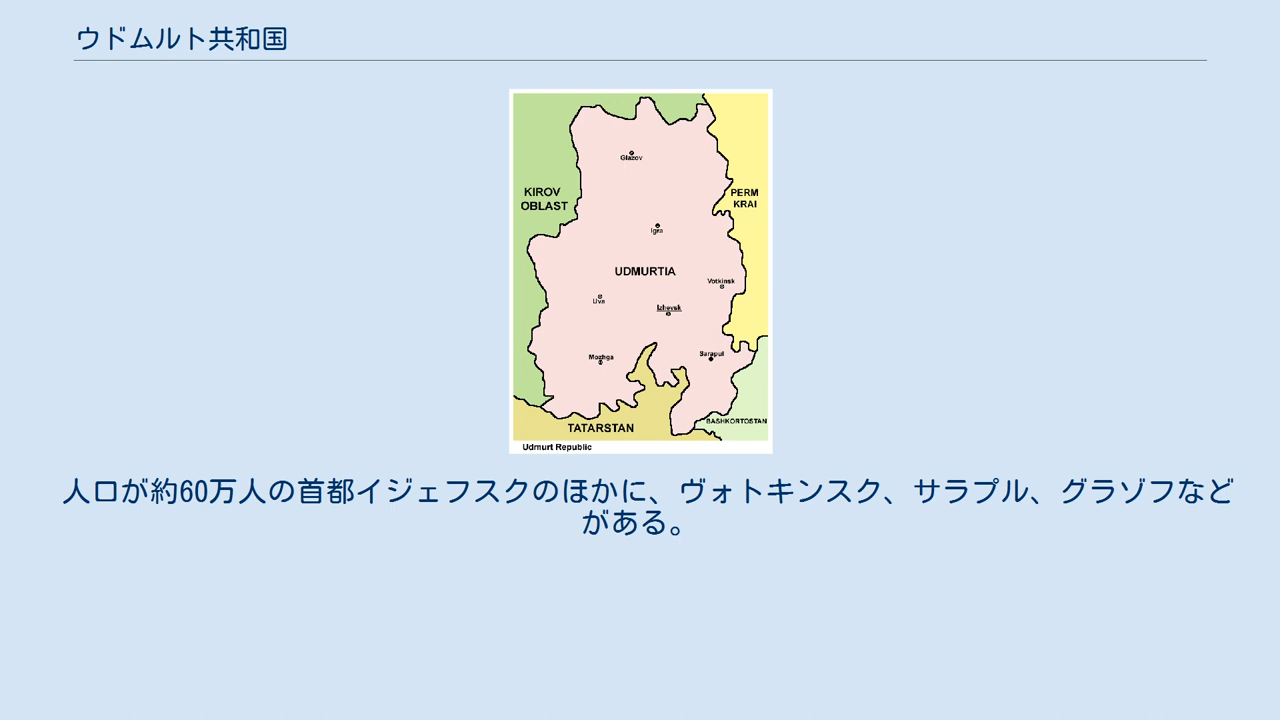 ウドムルト共和国
Glazov
KIROV
OBLAST
PERM
KRAI
Igra
UDMURTIA
Votkinsk
Uva
Izhevsk
Sarapul
Mozhga
BASHKORTOSTAN
TATARSTAN
Udmurt Republic
人口が約60万人の首都イジェフスクのほかに、ヴォトキンスク、サラプル、グラゾフなど
がある。